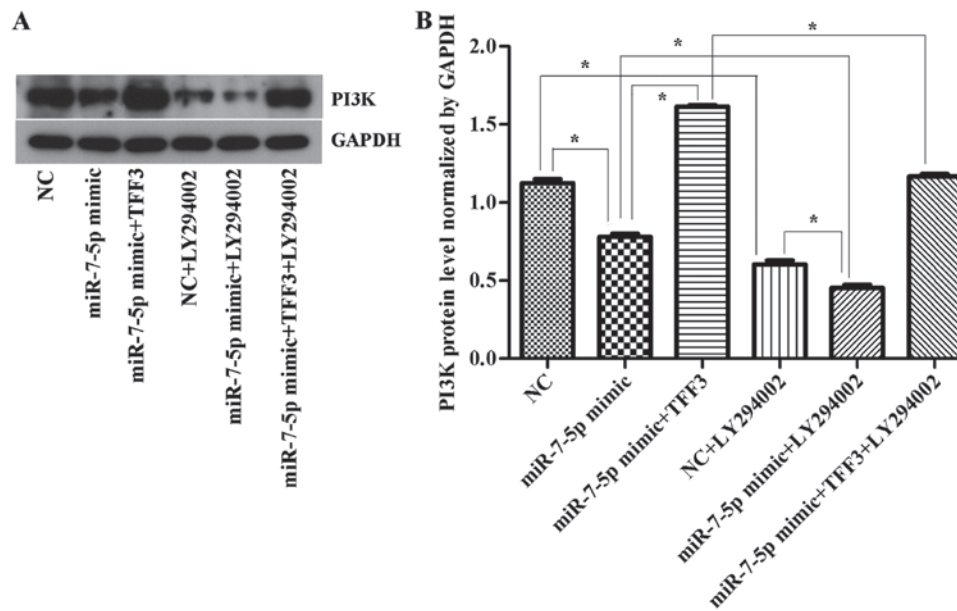 A
PI3K
GAPDH
NC
miR-7-5p mimic
miR-7-5p mimic+TFF3
NC+LY294002
miR-7-5p mimic+LY294002
miR-7-5p mimic+TFF3+LY294002
B
PI3K protein level normalized by GAPDH
2.0
1.5
1.0
0.5
0.0
*
*
*
*
*
*
NC
miR-7-5p mimic
miR-7-5p mimic+TFF3
NC+LY294002
miR-7-5p mimic+LY294002
miR-7-5p mimic+TFF3+LY294002